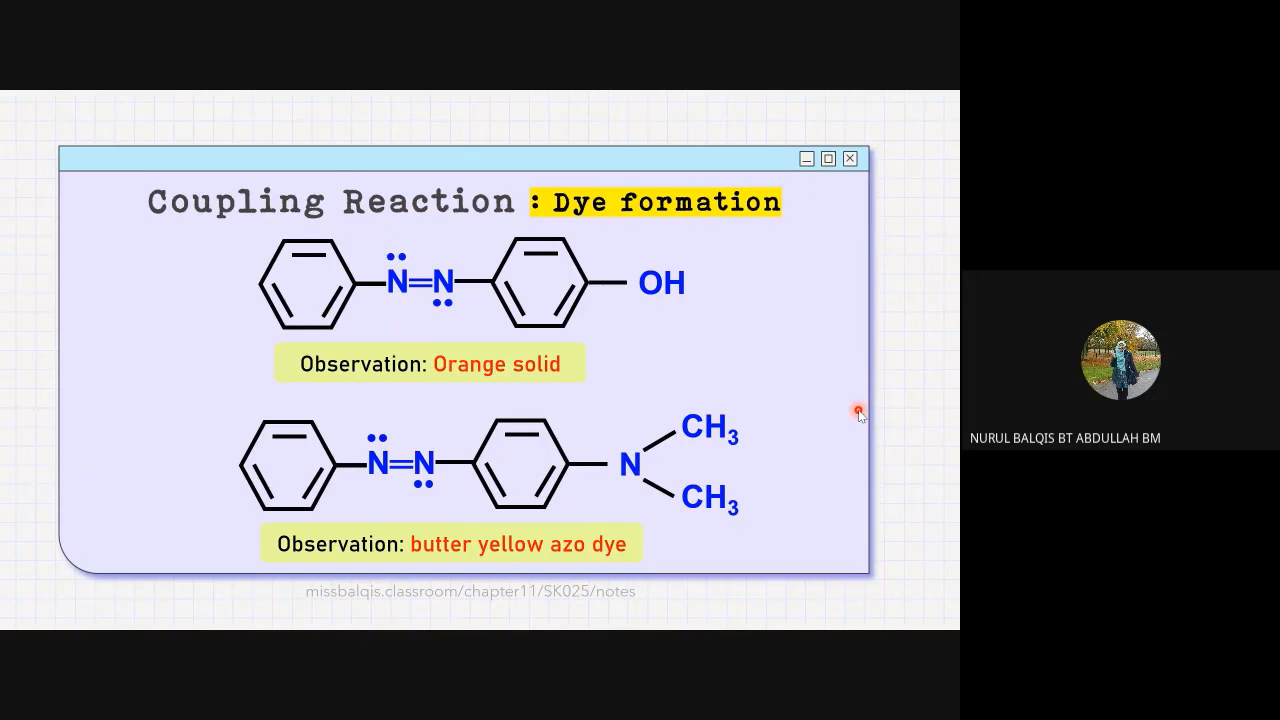 Coupling Reaction : Dye formation
N=N OH
Observation: Orange solid
CH3
N=N N
CH3
Observation: butter yellow azo dye
missbalqis.classroom/chapter11/SK025/notes
NURUL BALQIS BT ABDULLAH BM